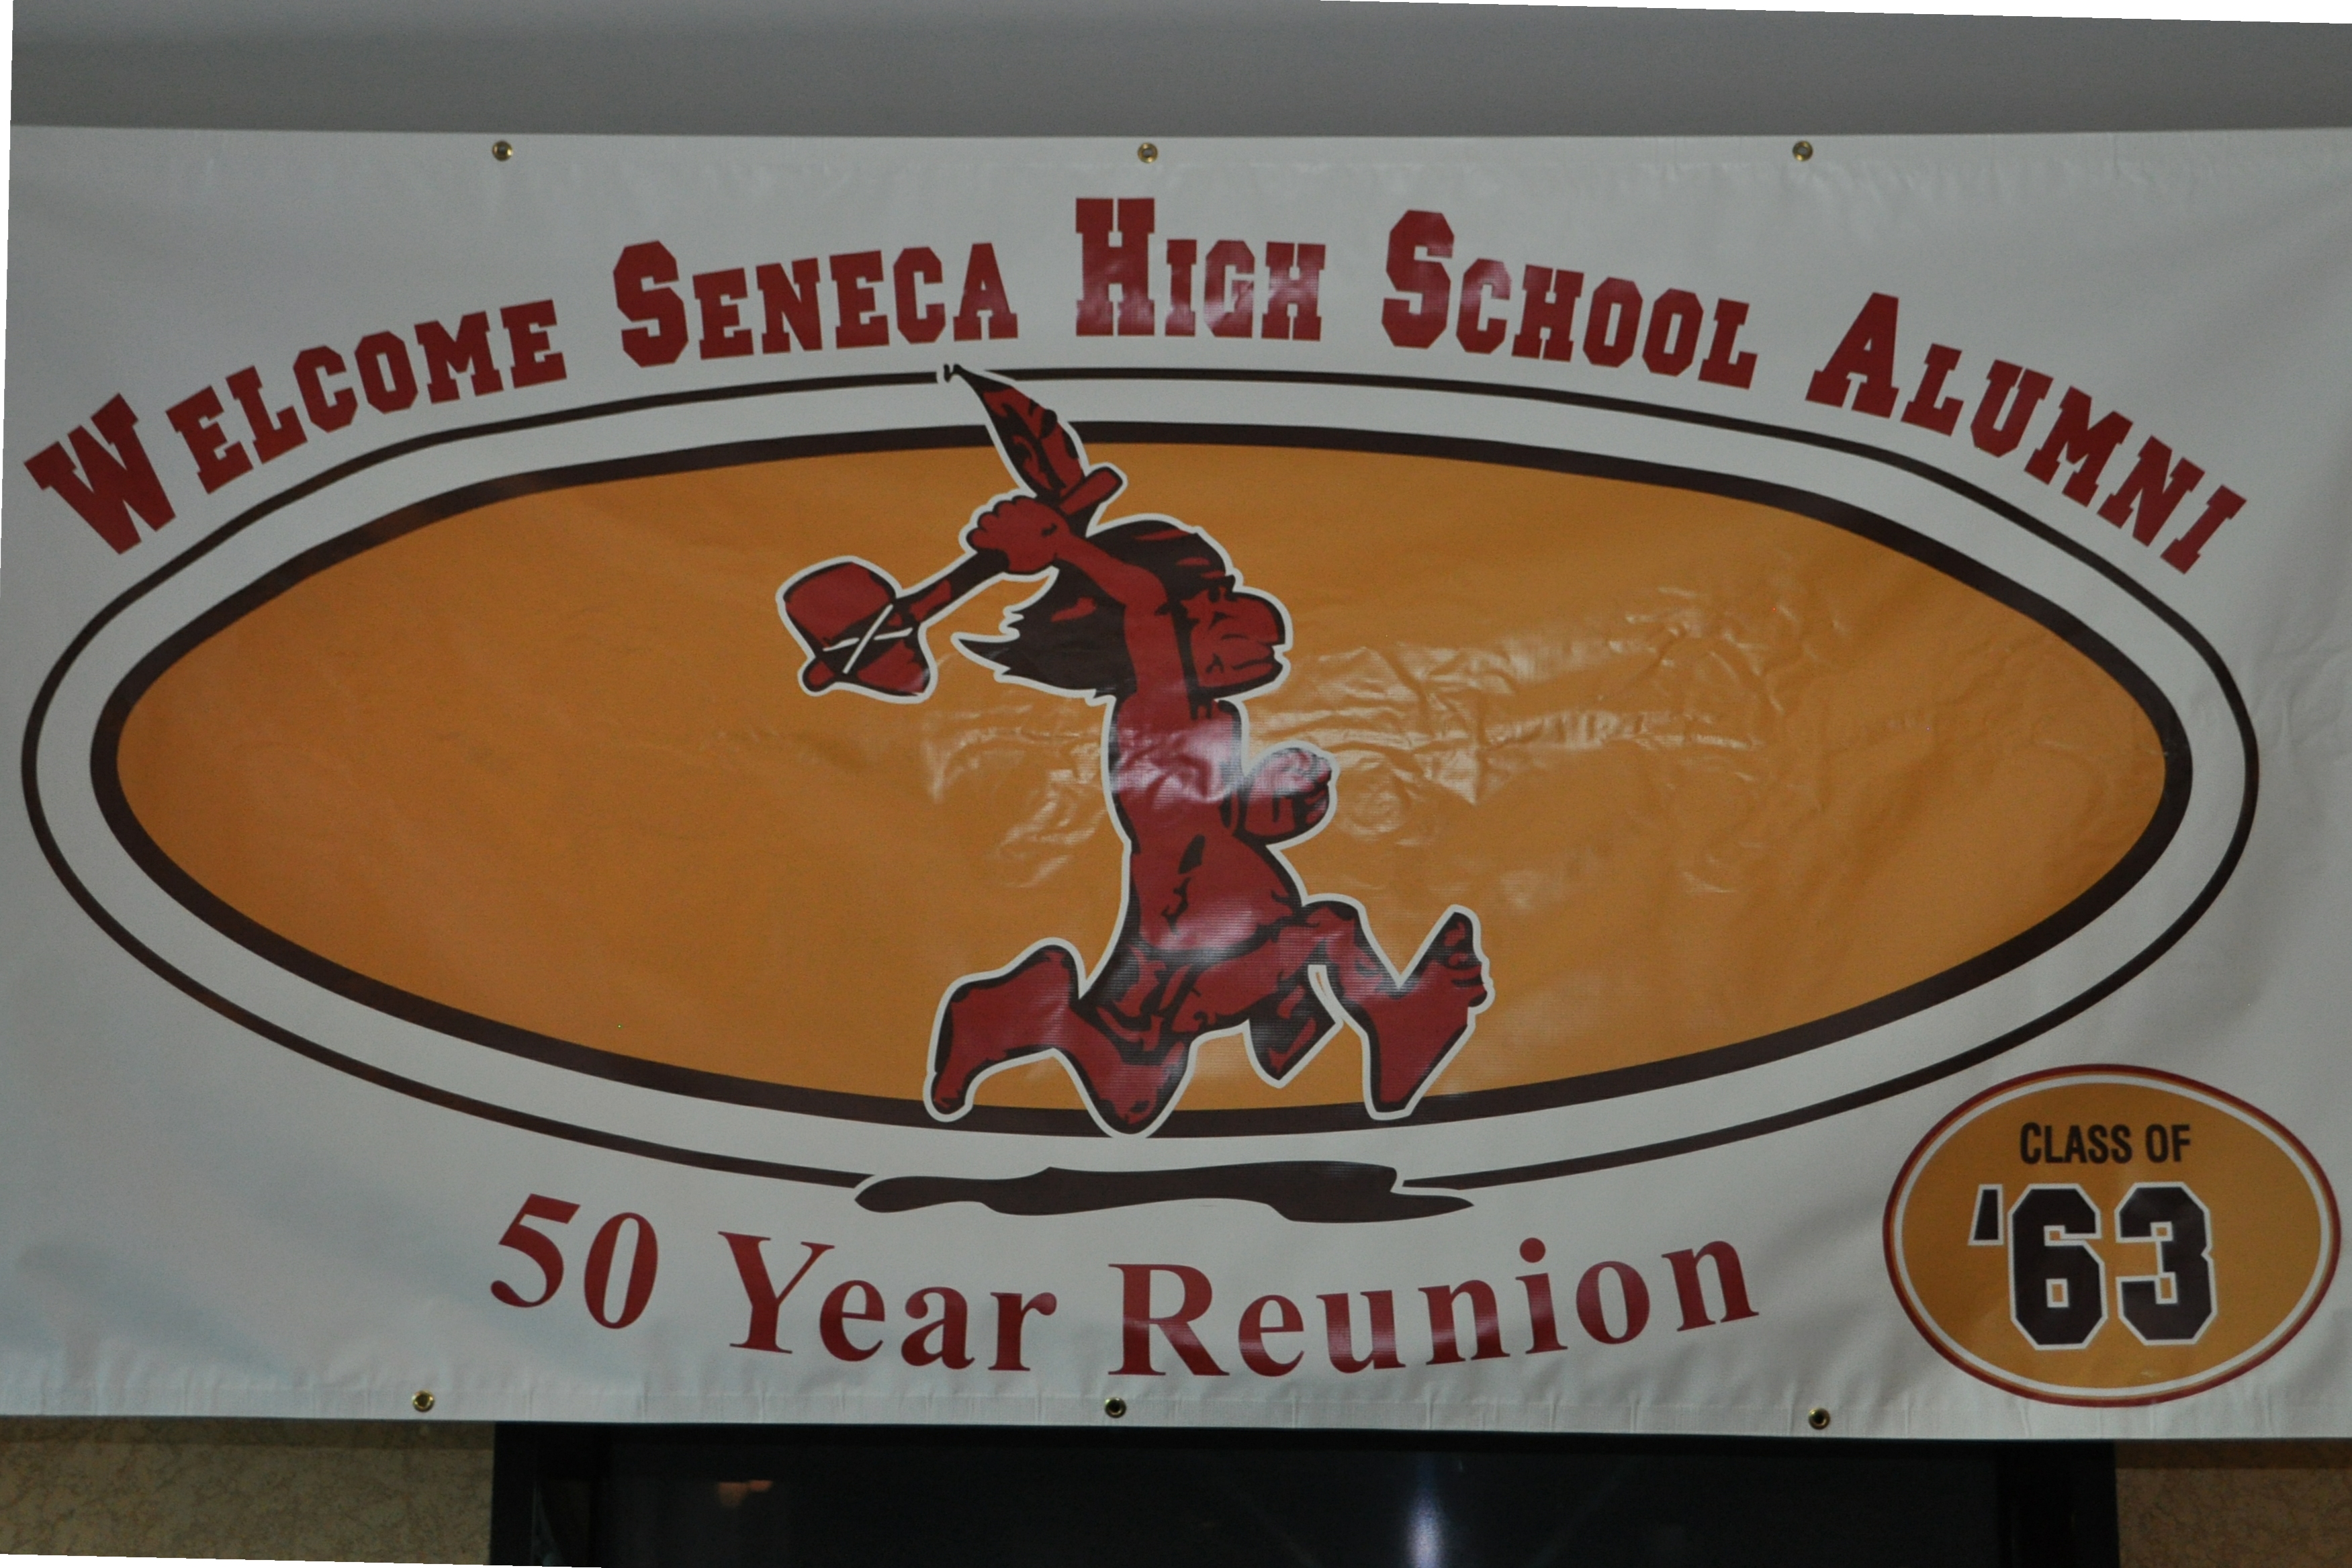 WELCOME SENECA HIGH SCHOOL ALUMNI
50 Year Reunion
CLASS OF
'63